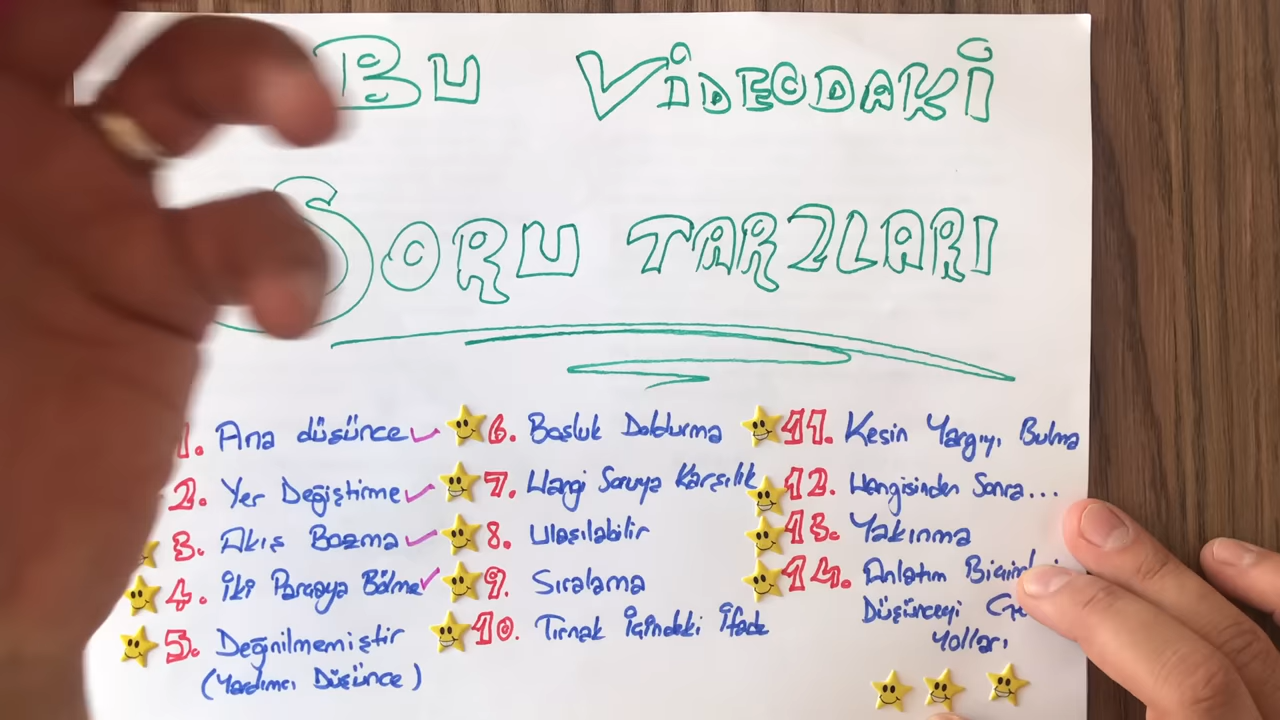 Bu VİDEODAKİ
SORU TARZLARI
1. Ana düşünce
2. Yer Değiştirme
3. Akış Bozma
4. İki Parçaya Bölme
5. Değinilmemiştir
(Yardımcı Düşünce)
6. Boşluk Doldurma
7. Hangi Soruya Karşılık
8. Ulaşılabilir
9. Sıralama
10. Tırnak İçindeki İfade
11. Kesin Yargıyı Bulma
12. Hangisinden Sonra...
13. Yakınma
14. Anlatım
Düşünceyi
Yolları